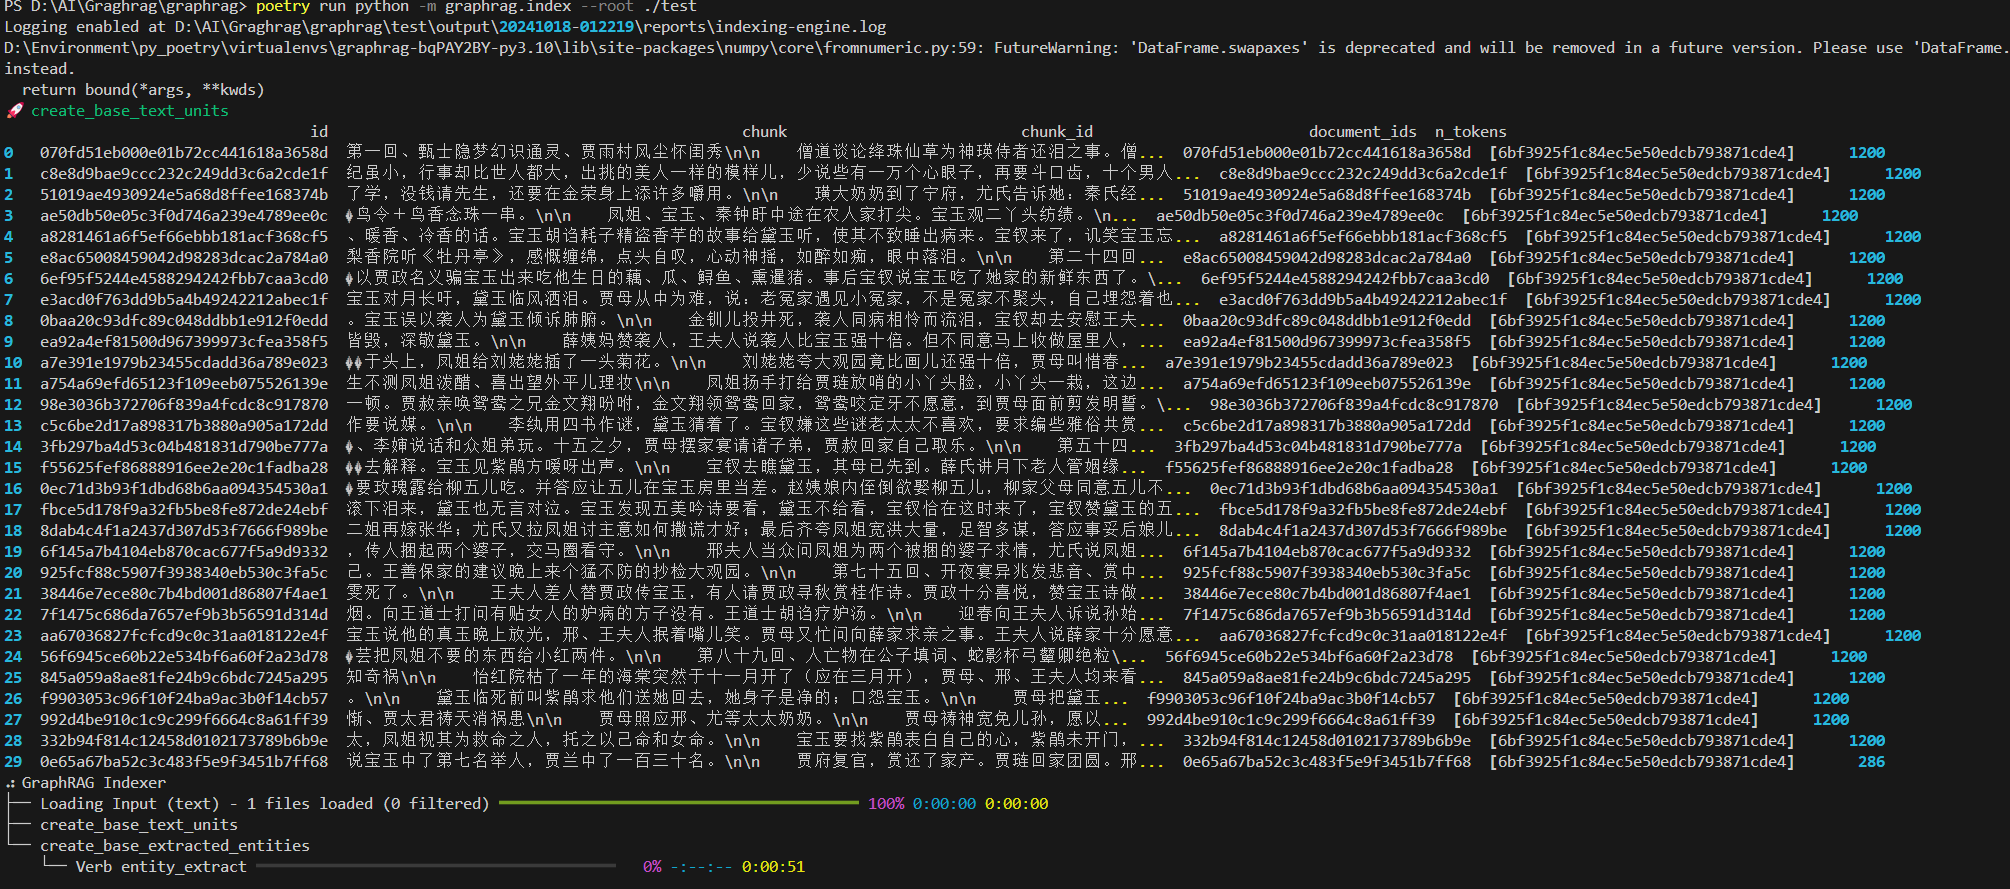 PS D:\AI\Graghrag\graphrag> poetry run python -m graphrag.index --root ./test
Logging enabled at D:\AI\Graghrag\graphrag\test\output\20241018-012219\reports\indexing-engine.log
D:\Environment\py_poetry\virtualenvs\graphrag-bqPAY2BY-py3.10\lib\site-packages\numpy\core\fromnumeric.py:59: FutureWarning: 'DataFrame.swapaxes' is deprecated and will be removed in a future version. Please use 'DataFrame.
instead.
return bound(*args, **kwds)
🚀 create_base_text_units
id chunk chunk_id document_ids n_tokens
0 070fd51eb000e01b72cc441618a3658d 第一回、甄士隐梦幻识通灵、贾雨村风尘怀闺秀\n\n 僧道谈论绛珠仙草为神瑛侍者还泪之事。僧... 070fd51eb000e01b72cc441618a3658d [6bf3925f1c84ec5e50edcb793871cde4] 1200
1 c8e8d9bae9ccc232c249dd3c6a2cde1f 纪虽小，行事却比世人都大，出挑的美人一样的模样儿，少说些有一万个心眼子，再要斗口齿，十个男人... c8e8d9bae9ccc232c249dd3c6a2cde1f [6bf3925f1c84ec5e50edcb793871cde4] 1200
2 51019ae4930924e5a68d8ffee168374b 了学，没钱请先生，还要在金荣身上添许多嚼用。\n\n 璜大奶奶到了宁府，尤氏告诉她：秦氏经... 51019ae4930924e5a68d8ffee168374b [6bf3925f1c84ec5e50edcb793871cde4] 1200
3 ae50db50e05c3f0d746a239e4789ee0c �鸟令＋鸟香念珠一串。\n\n 凤姐、宝玉、秦钟旰中途在农人家打尖。宝玉观二丫头纺绩。\n... ae50db50e05c3f0d746a239e4789ee0c [6bf3925f1c84ec5e50edcb793871cde4] 1200
4 a8281461a6f5ef66ebbb181acf368cf5 、暖香、冷香的话。宝玉胡诌耗子精盗香芋的故事给黛玉听，使其不致睡出病来。宝钗来了，讥笑宝玉忘... a8281461a6f5ef66ebbb181acf368cf5 [6bf3925f1c84ec5e50edcb793871cde4] 1200
5 e8ac65008459042d98283dcac2a784a0 梨香院听《牡丹亭》，感慨缠绵，点头自叹，心动神摇，如醉如痴，眼中落泪。\n\n 第二十四回... e8ac65008459042d98283dcac2a784a0 [6bf3925f1c84ec5e50edcb793871cde4] 1200
6 6ef95f5244e4588294242fbb7caa3cd0 �以贾政名义骗宝玉出来吃他生日的藕、瓜、鲟鱼、熏暹猪。事后宝钗说宝玉吃了她家的新鲜东西了。\... 6ef95f5244e4588294242fbb7caa3cd0 [6bf3925f1c84ec5e50edcb793871cde4] 1200
7 e3acd0f763dd9b5a4b49242212abec1f 宝玉对月长吁，黛玉临风洒泪。贾母从中为难，说：老冤家遇见小冤家，不是冤家不聚头，自己埋怨着也... e3acd0f763dd9b5a4b49242212abec1f [6bf3925f1c84ec5e50edcb793871cde4] 1200
8 0baa20c93dfc89c048ddbb1e912f0edd 。宝玉误以袭人为黛玉倾诉肺腑。\n\n 金钏儿投井死，袭人同病相怜而流泪，宝钗却去安慰王夫... 0baa20c93dfc89c048ddbb1e912f0edd [6bf3925f1c84ec5e50edcb793871cde4] 1200
9 ea92a4ef81500d967399973cfea358f5 皆毁，深敬黛玉。\n\n 薛姨妈赞袭人，王夫人说袭人比宝玉强十倍。但不同意马上收做屋里人，... ea92a4ef81500d967399973cfea358f5 [6bf3925f1c84ec5e50edcb793871cde4] 1200
10 a7e391e1979b23455cdadd36a789e023 ��于头上，凤姐给刘姥姥插了一头菊花。\n\n 刘姥姥夸大观园竟比画儿还强十倍，贾母叫惜春... a7e391e1979b23455cdadd36a789e023 [6bf3925f1c84ec5e50edcb793871cde4] 1200
11 a754a69efd65123f109eeb075526139e 生不测凤姐泼醋、喜出望外平儿理妆\n\n 凤姐扬手打给贾琏放哨的小丫头脸，小丫头一栽，这边... a754a69efd65123f109eeb075526139e [6bf3925f1c84ec5e50edcb793871cde4] 1200
12 98e3036b372706f839a4fcdc8c917870 一顿。贾赦亲唤鸳鸯之兄金文翔吩咐，金文翔领鸳鸯回家，鸳鸯咬定牙不愿意，到贾母面前剪发明誓。\... 98e3036b372706f839a4fcdc8c917870 [6bf3925f1c84ec5e50edcb793871cde4] 1200
13 c5c6be2d17a898317b3880a905a172dd 作要说媒。\n\n 李纨用四书作谜，黛玉猜着了。宝钗嫌这些谜老太太不喜欢，要求编些雅俗共赏... c5c6be2d17a898317b3880a905a172dd [6bf3925f1c84ec5e50edcb793871cde4] 1200
14 3fb297ba4d53c04b481831d790be777a �、李婶说话和众姐弟玩。十五之夕，贾母摆家宴请诸子弟，贾赦回家自己取乐。\n\n 第五十四... 3fb297ba4d53c04b481831d790be777a [6bf3925f1c84ec5e50edcb793871cde4] 1200
15 f55625fef86888916ee2e20c1fadba28 ��去解释。宝玉见紫鹃方嗳呀出声。\n\n 宝钗去瞧黛玉，其母已先到。薛氏讲月下老人管姻缘... f55625fef86888916ee2e20c1fadba28 [6bf3925f1c84ec5e50edcb793871cde4] 1200
16 0ec71d3b93f1dbd68b6aa094354530a1 �要玫瑰露给柳五儿吃。并答应让五儿在宝玉房里当差。赵姨娘内侄倒欲娶柳五儿，柳家父母同意五儿不... 0ec71d3b93f1dbd68b6aa094354530a1 [6bf3925f1c84ec5e50edcb793871cde4] 1200
17 fbce5d178f9a32fb5be8fe872de24ebf 滚下泪来，黛玉也无言对泣。宝玉发现五美吟诗要看，黛玉不给看，宝钗恰在这时来了，宝钗赞黛玉的五... fbce5d178f9a32fb5be8fe872de24ebf [6bf3925f1c84ec5e50edcb793871cde4] 1200
18 8dab4c4f1a2437d307d53f7666f989be 二姐再嫁张华；尤氏又拉凤姐讨主意如何撒谎才好；最后齐夸凤姐宽洪大量，足智多谋，答应事妥后娘儿... 8dab4c4f1a2437d307d53f7666f989be [6bf3925f1c84ec5e50edcb793871cde4] 1200
19 6f145a7b4104eb870cac677f5a9d9332 ，传人捆起两个婆子，交马圈看守。\n\n 邢夫人当众问凤姐为两个被捆的婆子求情，尤氏说凤姐... 6f145a7b4104eb870cac677f5a9d9332 [6bf3925f1c84ec5e50edcb793871cde4] 1200
20 925fcf88c5907f3938340eb530c3fa5c 己。王善保家的建议晚上来个猛不防的抄检大观园。\n\n 第七十五回、开夜宴异兆发悲音、赏中... 925fcf88c5907f3938340eb530c3fa5c [6bf3925f1c84ec5e50edcb793871cde4] 1200
21 38446e7ece80c7b4bd001d86807f4ae1 雯死了。\n\n 王夫人差人替贾政传宝玉，有人请贾政寻秋赏桂作诗。贾政十分喜悦，赞宝玉诗做... 38446e7ece80c7b4bd001d86807f4ae1 [6bf3925f1c84ec5e50edcb793871cde4] 1200
22 7f1475c686da7657ef9b3b56591d314d 烟。向王道士打问有贴女人的妒病的方子没有。王道士胡诌疗妒汤。\n\n 迎春向王夫人诉说孙始... 7f1475c686da7657ef9b3b56591d314d [6bf3925f1c84ec5e50edcb793871cde4] 1200
23 aa67036827fcfcd9c0c31aa018122e4f 宝玉说他的真玉晚上放光，邢、王夫人抿着嘴儿笑。贾母又忙问向薛家求亲之事。王夫人说薛家十分愿意... aa67036827fcfcd9c0c31aa018122e4f [6bf3925f1c84ec5e50edcb793871cde4] 1200
24 56f6945ce60b22e534bf6a60f2a23d78 �芸把凤姐不要的东西给小红两件。\n\n 第八十九回、人亡物在公子填词、蛇影杯弓颦卿绝粒\... 56f6945ce60b22e534bf6a60f2a23d78 [6bf3925f1c84ec5e50edcb793871cde4] 1200
25 845a059a8ae81fe24b9c6bdc7245a295 知奇祸\n\n 怡红院枯了一年的海棠突然于十一月开了（应在三月开），贾母、邢、王夫人均来看... 845a059a8ae81fe24b9c6bdc7245a295 [6bf3925f1c84ec5e50edcb793871cde4] 1200
26 f9903053c96f10f24ba9ac3b0f14cb57 。\n\n 黛玉临死前叫紫鹃求他们送她回去，她身子是净的；口怨宝玉。\n\n 贾母把黛玉... f9903053c96f10f24ba9ac3b0f14cb57 [6bf3925f1c84ec5e50edcb793871cde4] 1200
27 992d4be910c1c9c299f6664c8a61ff39 惭、贾太君祷天消祸患\n\n 贾母照应邢、尤等太太奶奶。\n\n 贾母祷神宽免儿孙，愿以... 992d4be910c1c9c299f6664c8a61ff39 [6bf3925f1c84ec5e50edcb793871cde4] 1200
28 332b94f814c12458d0102173789b6b9e 太，凤姐视其为救命之人，托之以己命和女命。\n\n 宝玉要找紫鹃表白自己的心，紫鹃未开门，... 332b94f814c12458d0102173789b6b9e [6bf3925f1c84ec5e50edcb793871cde4] 1200
29 0e65a67ba52c3c483f5e9f3451b7ff68 说宝玉中了第七名举人，贾兰中了一百三十名。\n\n 贾府复官，赏还了家产。贾琏回家团圆。邢... 0e65a67ba52c3c483f5e9f3451b7ff68 [6bf3925f1c84ec5e50edcb793871cde4] 286
GraphRAG Indexer
├── Loading Input (text) - 1 files loaded (0 filtered) 100% 0:00:00 0:00:00
├── create_base_text_units
└── create_base_extracted_entities
└── Verb entity_extract 0% -:--:-- 0:00:51